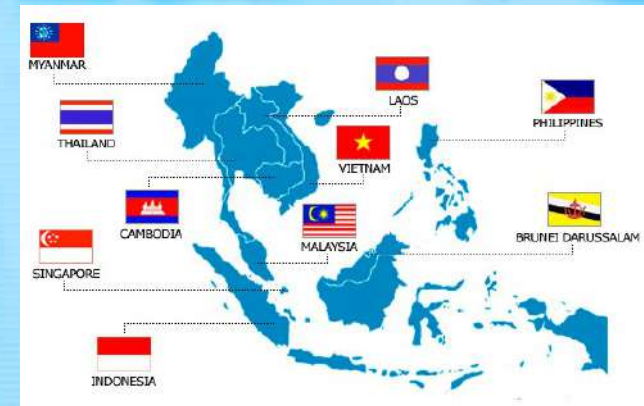 MYANMAR
LAOS
PHILIPPINES
THAILAND
VIETNAM
CAMBODIA
MALAYSIA
BRUNEI DARUSSALAM
SINGAPORE
INDONESIA